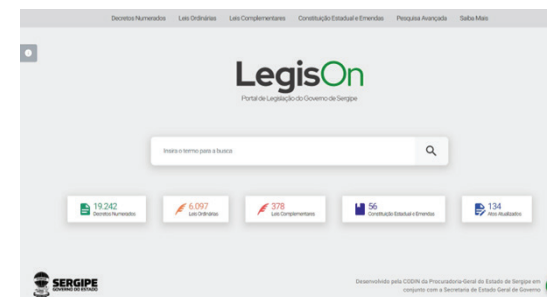 Decretos Numerados Leis Ordinárias Leis Complementares Constituição Estadual e Emendas Pesquisa Avançada Saiba Mais
LegisOn
Portal de Legislação do Governo de Sergipe
Insira o termo para a busca
19.242
Decretos Numerados
6.097
Leis Ordinárias
378
Leis Complementares
56
Constituição Estadual e Emendas
134
Atos Atualizados
SERGIPE
GOVERNO DO ESTADO
Desenvolvido pela CODIN da Procuradoria-Geral do Estado de Sergipe em
conjunto com a Secretaria de Estado Geral de Governo